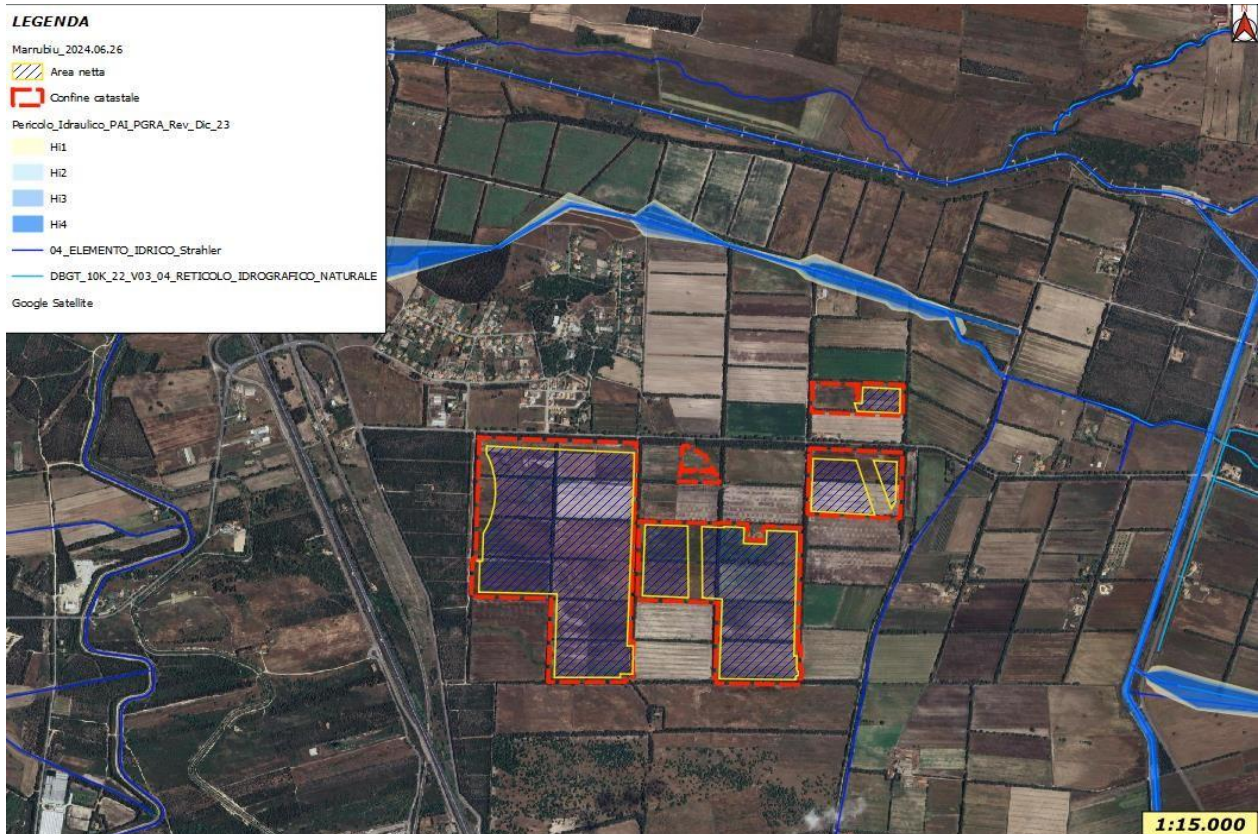 LEGENDA
Marrubiu_2024.06.26
Area netta
Confine catastale
Pericolo_Idraulico_PAI_PGRA_Rev_Dic_23
Hi1
Hi2
Hi3
Hi4
04_ELEMENTO_IDRICO_Strahler
DBGT_10K_22_V03_04_RETICOLO_IDROGRAFICO_NATURALE
Google Satellite
N
1:15.000